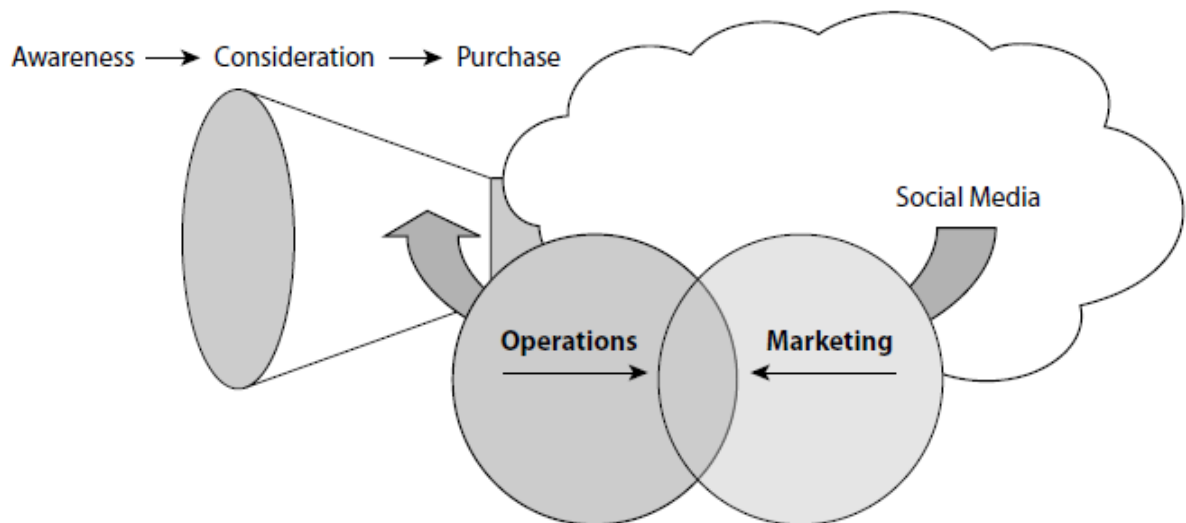 Awareness → Consideration → Purchase
Social Media
Operations
Marketing